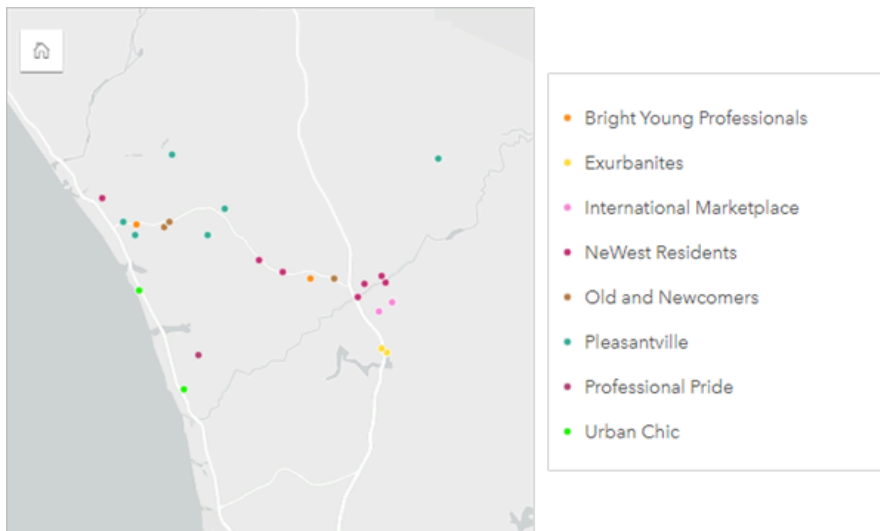 Bright Young Professionals
Exurbanites
International Marketplace
NeWest Residents
Old and Newcomers
Pleasantville
Professional Pride
Urban Chic